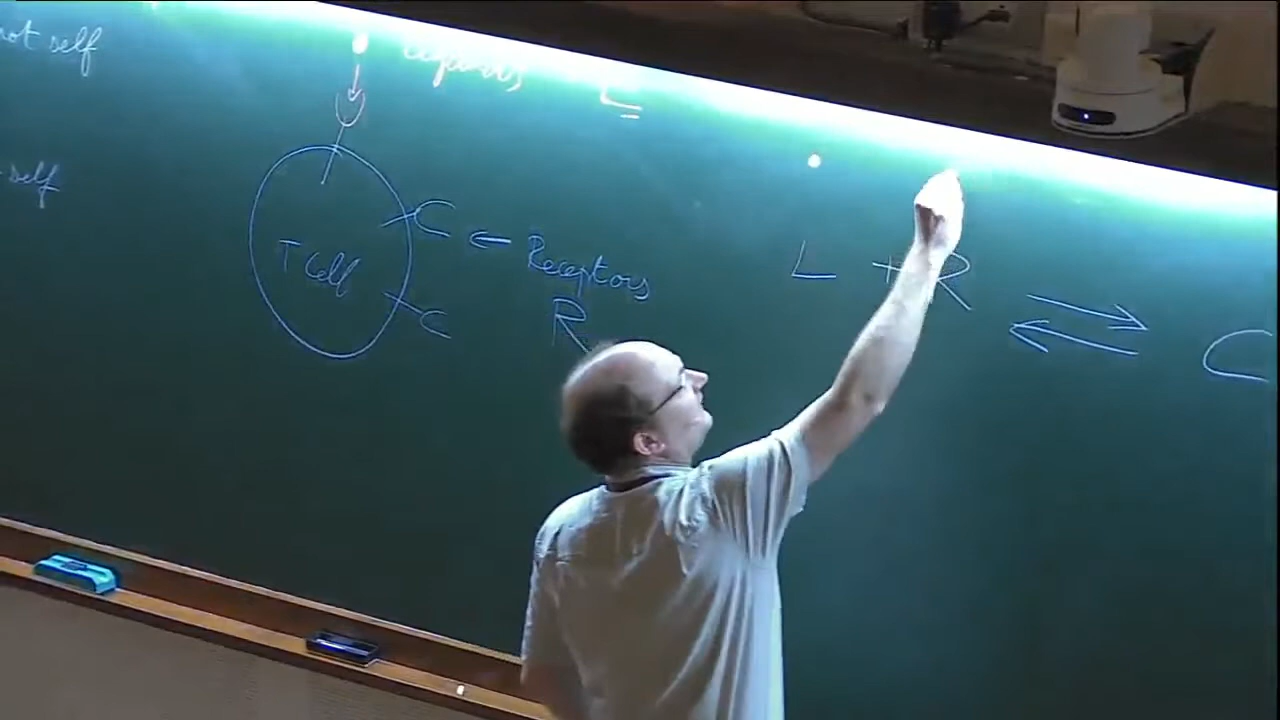 not self
L
self
T Cell
← Receptors
R
L + R ⇌ C